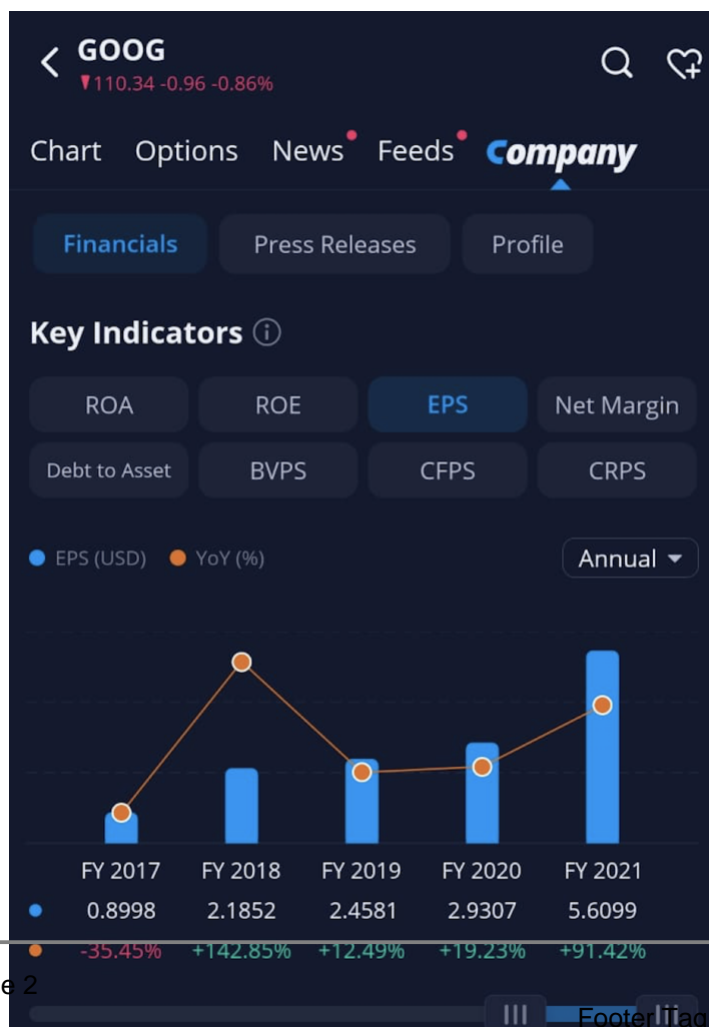 GOOG
▼110.34 -0.96 -0.86%
Chart Options News Feeds Company
Financials Press Releases Profile
Key Indicators
ROA ROE EPS Net Margin
Debt to Asset BVPS CFPS CRPS
EPS (USD) YoY (%) Annual
FY 2017 FY 2018 FY 2019 FY 2020 FY 2021
0.8998 2.1852 2.4581 2.9307 5.6099
-35.45% +142.85% +12.49% +19.23% +91.42%
e 2
Footer Tag